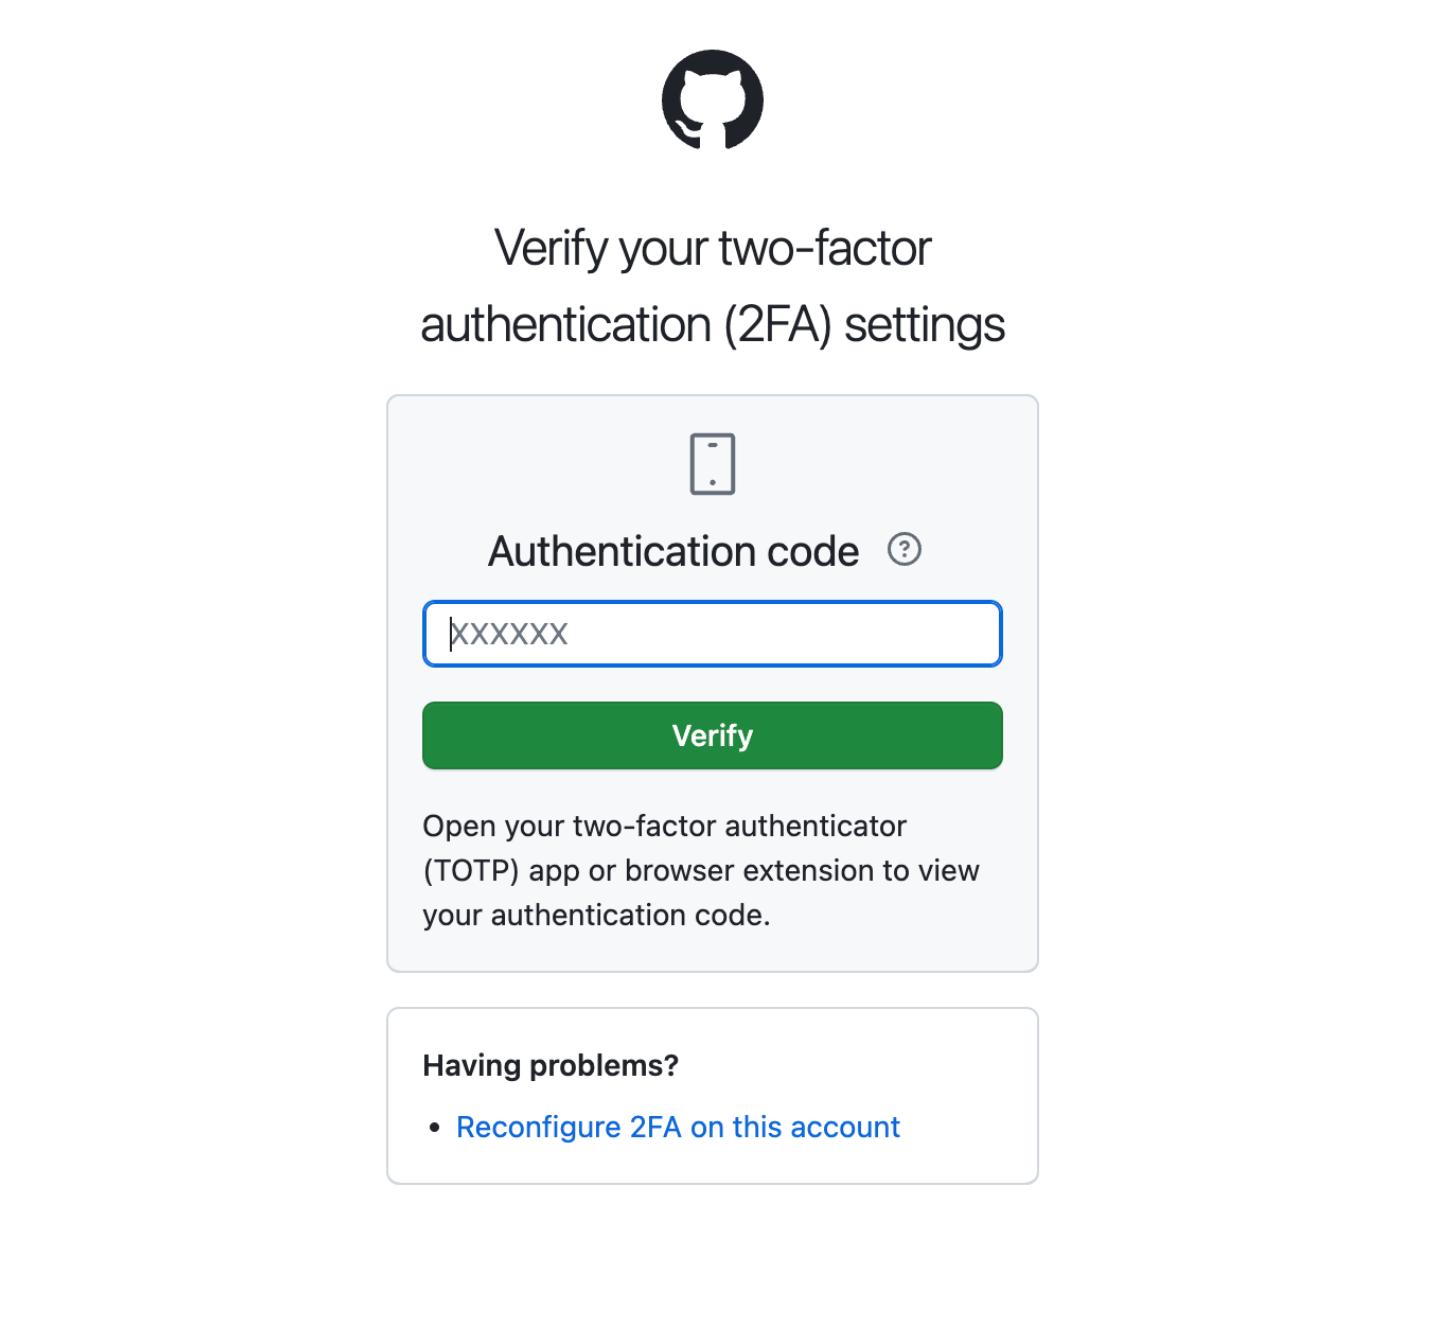 Verify your two-factor
authentication (2FA) settings
Authentication code
XXXXXX
Verify
Open your two-factor authenticator
(TOTP) app or browser extension to view
your authentication code.
Having problems?
• Reconfigure 2FA on this account